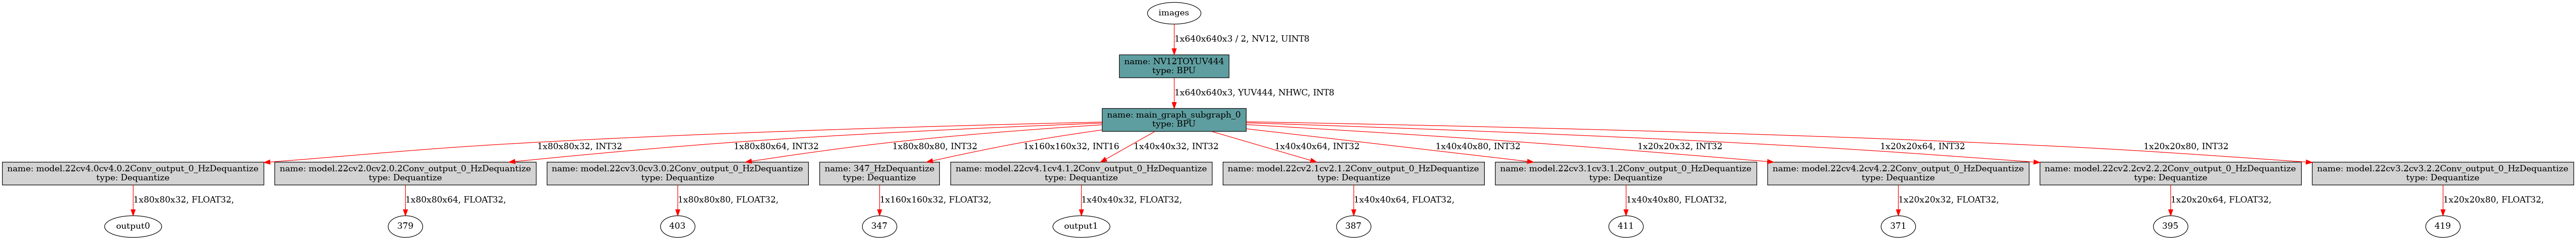 images
1x640x640x3 / 2, NV12, UINT8
name: NV12TOYUV444
type: BPU
1x640x640x3, YUV444, NHWC, INT8
name: main_graph_subgraph_0
type: BPU
1x80x80x32, INT32
1x80x80x64, INT32
1x80x80x80, INT32
1x160x160x32, INT16
1x40x40x32, INT32
1x40x40x64, INT32
1x40x40x80, INT32
1x20x20x32, INT32
1x20x20x64, INT32
1x20x20x80, INT32
name: model.22cv4.0cv4.0.2Conv_output_0_HzDequantize
type: Dequantize
name: model.22cv2.0cv2.0.2Conv_output_0_HzDequantize
type: Dequantize
name: model.22cv3.0cv3.0.2Conv_output_0_HzDequantize
type: Dequantize
name: 347_HzDequantize
type: Dequantize
name: model.22cv4.1cv4.1.2Conv_output_0_HzDequantize
type: Dequantize
name: model.22cv2.1cv2.1.2Conv_output_0_HzDequantize
type: Dequantize
name: model.22cv3.1cv3.1.2Conv_output_0_HzDequantize
type: Dequantize
name: model.22cv4.2cv4.2.2Conv_output_0_HzDequantize
type: Dequantize
name: model.22cv2.2cv2.2.2Conv_output_0_HzDequantize
type: Dequantize
name: model.22cv3.2cv3.2.2Conv_output_0_HzDequantize
type: Dequantize
1x80x80x32, FLOAT32,
1x80x80x64, FLOAT32,
1x80x80x80, FLOAT32,
1x160x160x32, FLOAT32,
1x40x40x32, FLOAT32,
1x40x40x64, FLOAT32,
1x40x40x80, FLOAT32,
1x20x20x32, FLOAT32,
1x20x20x64, FLOAT32,
1x20x20x80, FLOAT32,
output0
379
403
347
output1
387
411
371
395
419